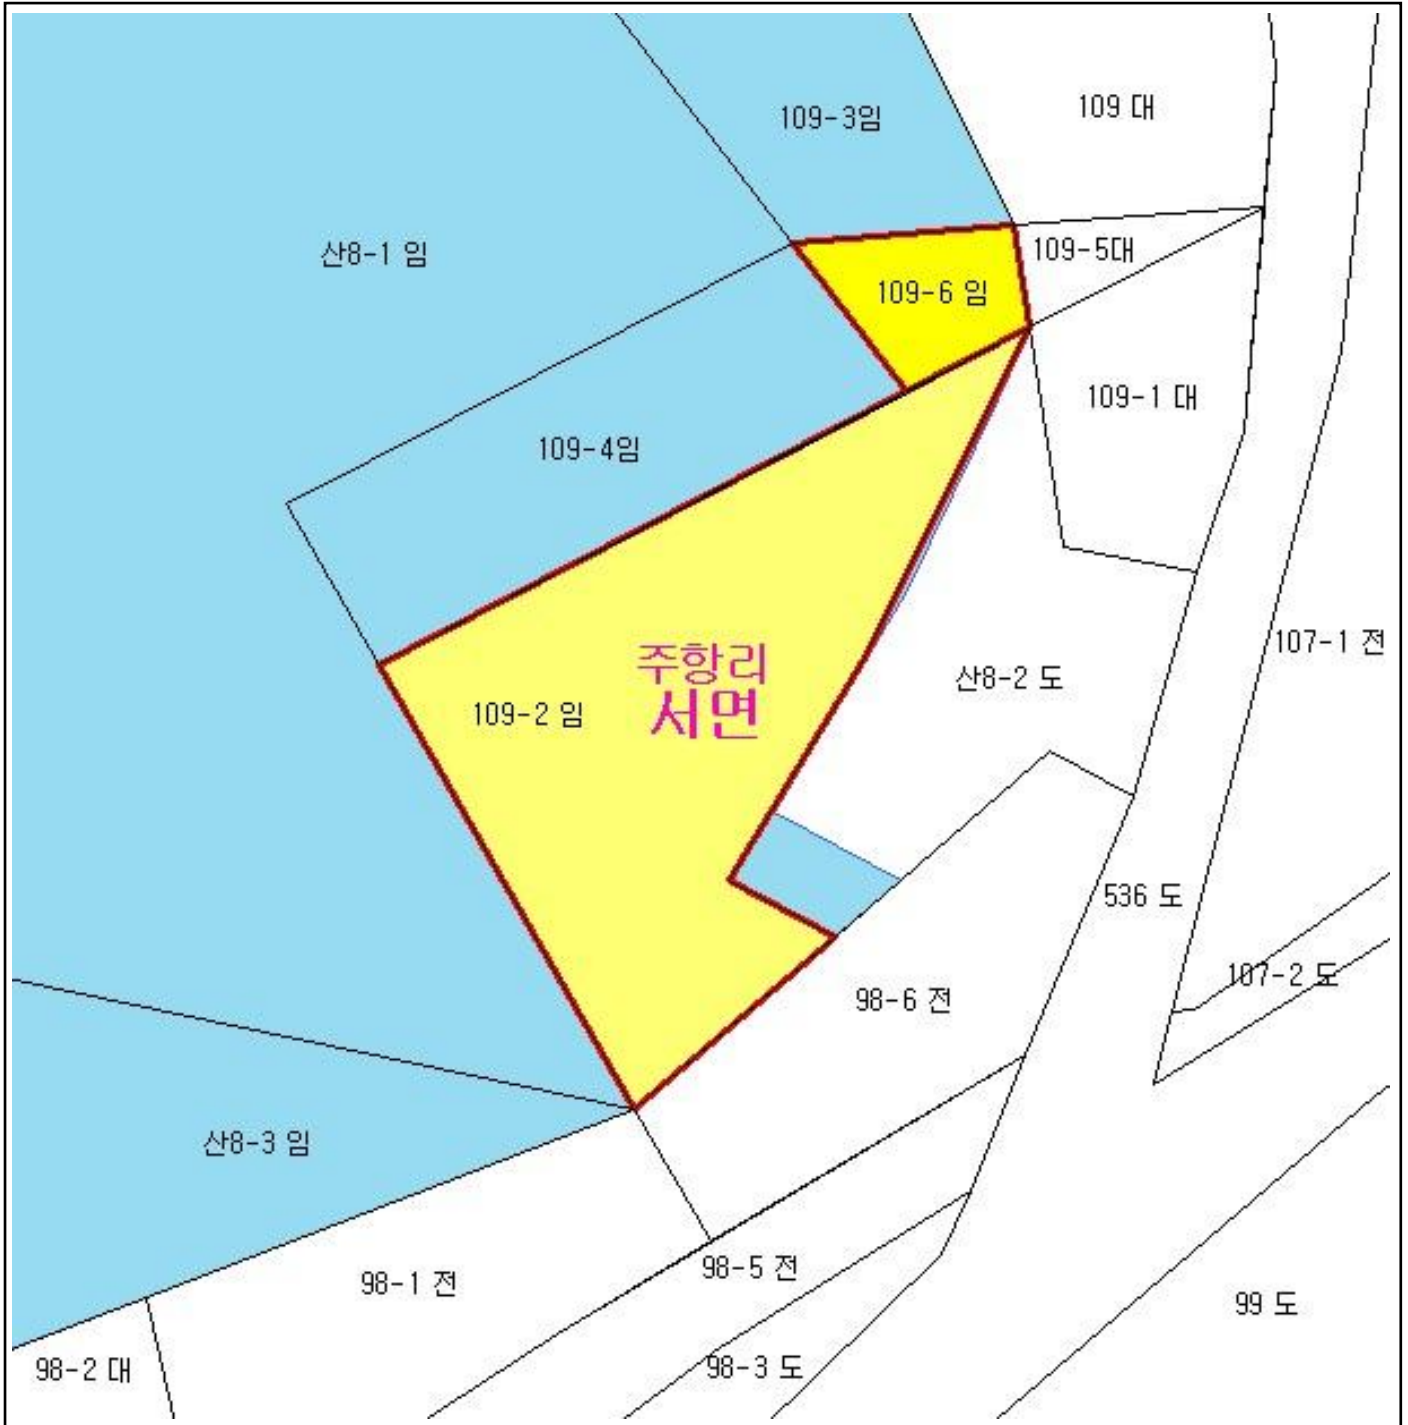 109-3임
109 대
산8-1 임
109-5대
109-6 임
109-1 대
109-4임
107-1 전
주항리
산8-2 도
109-2 임
서면
536 도
107-2 도
98-6 전
산8-3 임
98-5 전
98-1 전
99 도
98-3 도
98-2 대